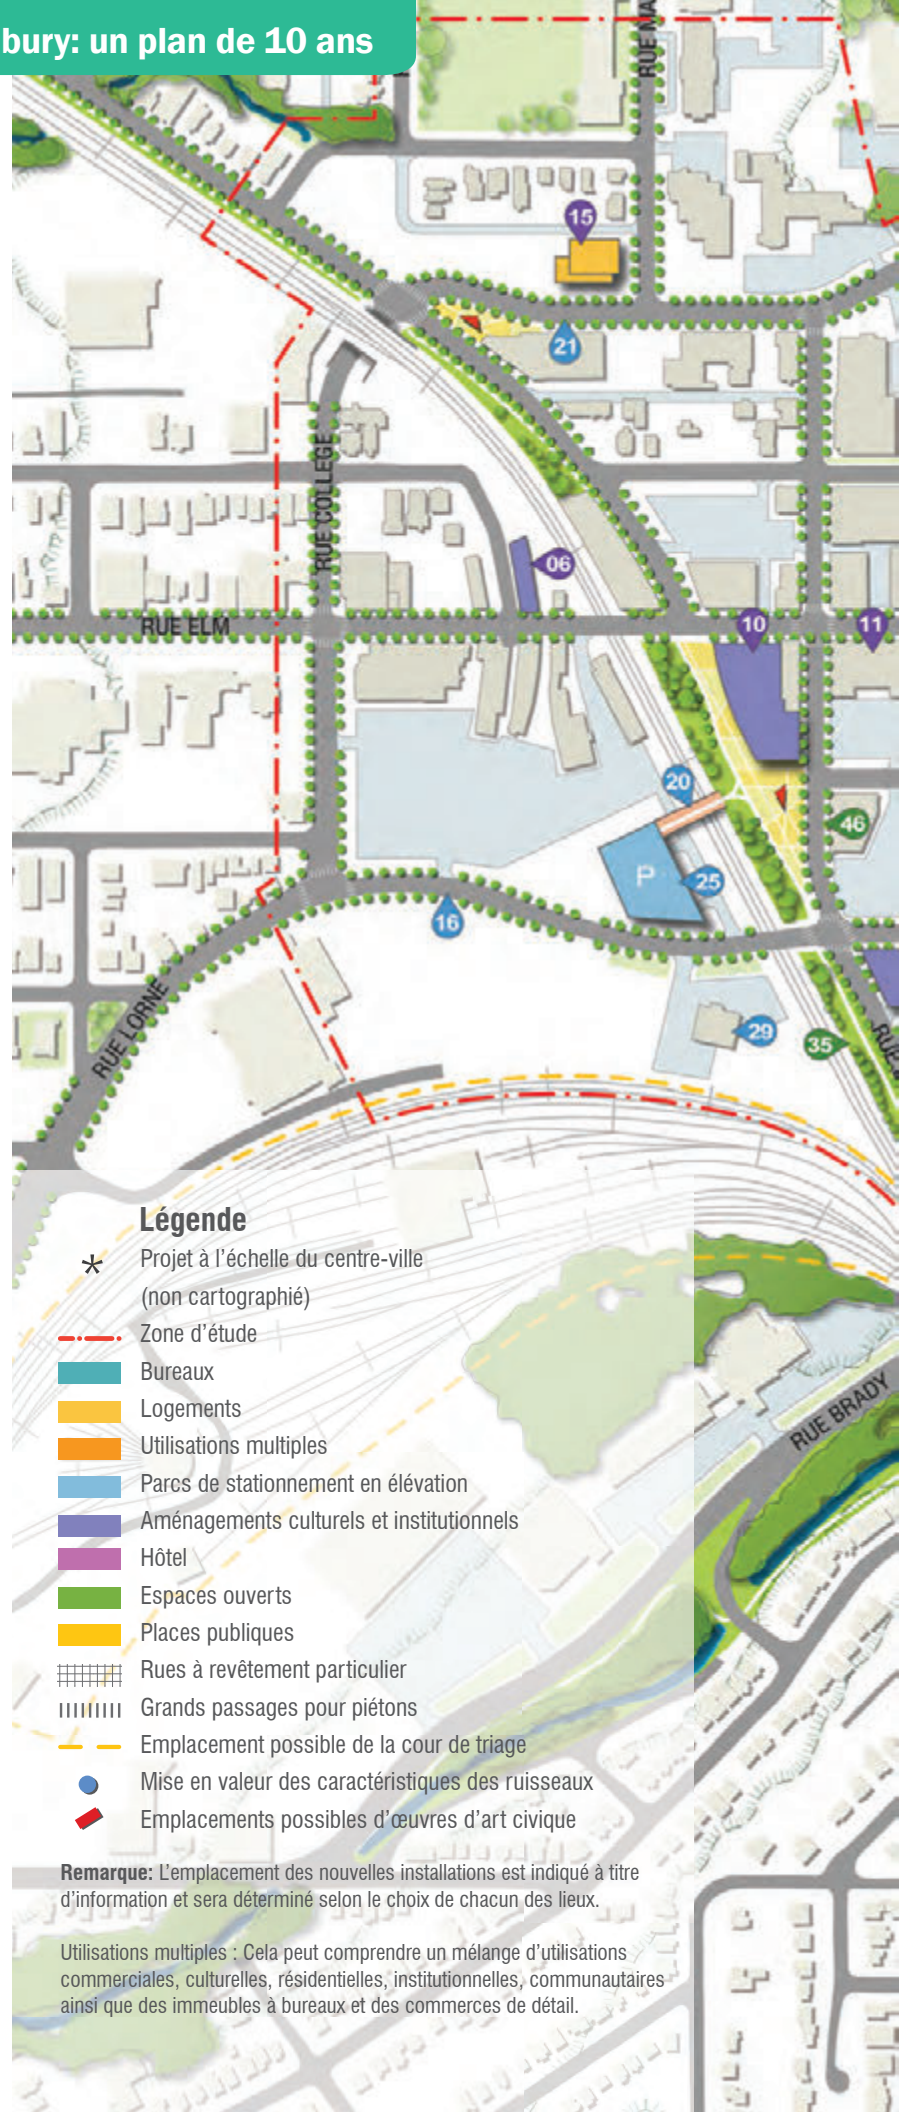 bury: un plan de 10 ans
RUE MA
15
21
RUE COLLEGE
06
RUE ELM
10
11
20
46
P
25
16
RUE LORNE
29
35
RUE
Légende
Projet à l’échelle du centre-ville
(non cartographié)
Zone d’étude
Bureaux
Logements
Utilisations multiples
Parcs de stationnement en élévation
Aménagements culturels et institutionnels
Hôtel
Espaces ouverts
Places publiques
Rues à revêtement particulier
Grands passages pour piétons
Emplacement possible de la cour de triage
Mise en valeur des caractéristiques des ruisseaux
Emplacements possibles d’œuvres d’art civique
RUE BRADY
Remarque: L’emplacement des nouvelles installations est indiqué à titre
d’information et sera déterminé selon le choix de chacun des lieux.
Utilisations multiples : Cela peut comprendre un mélange d’utilisations
commerciales, culturelles, résidentielles, institutionnelles, communautaires
ainsi que des immeubles à bureaux et des commerces de détail.